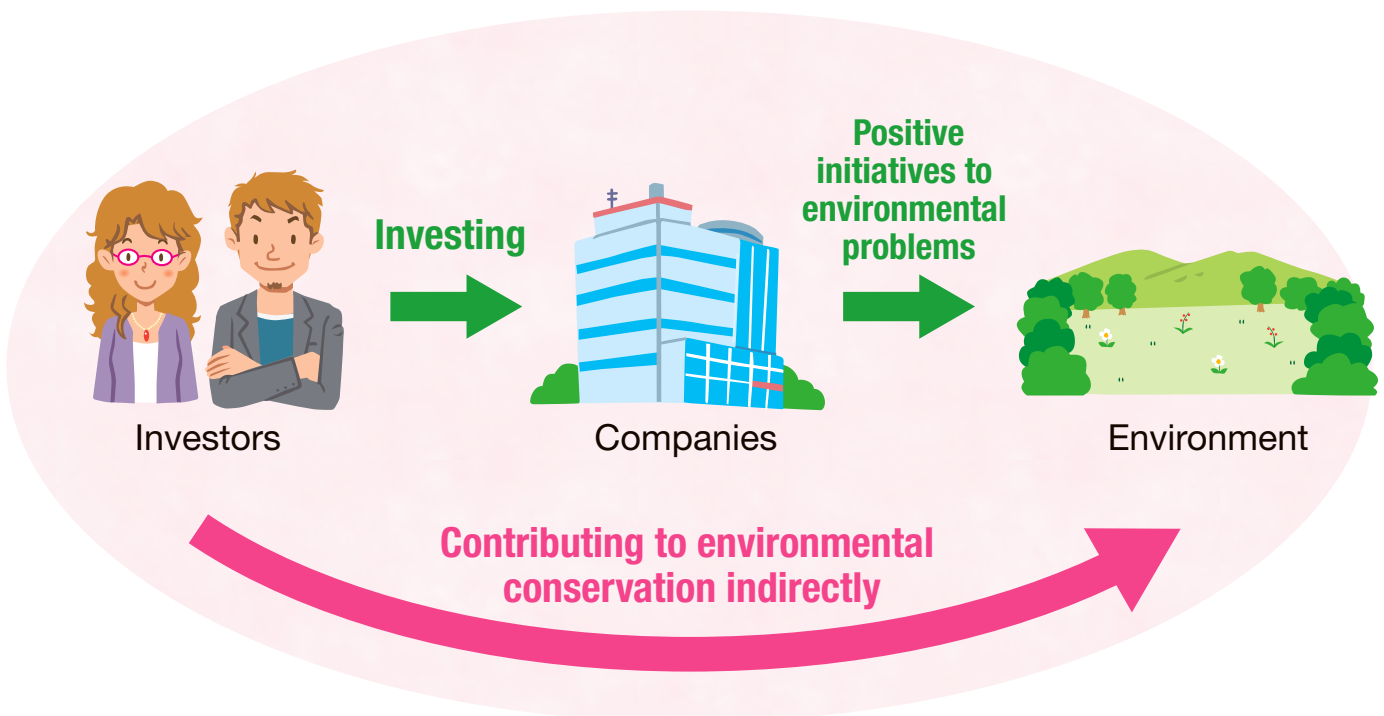 Investing
Positive
initiatives to
environmental
problems
Investors
Companies
Environment
Contributing to environmental
conservation indirectly